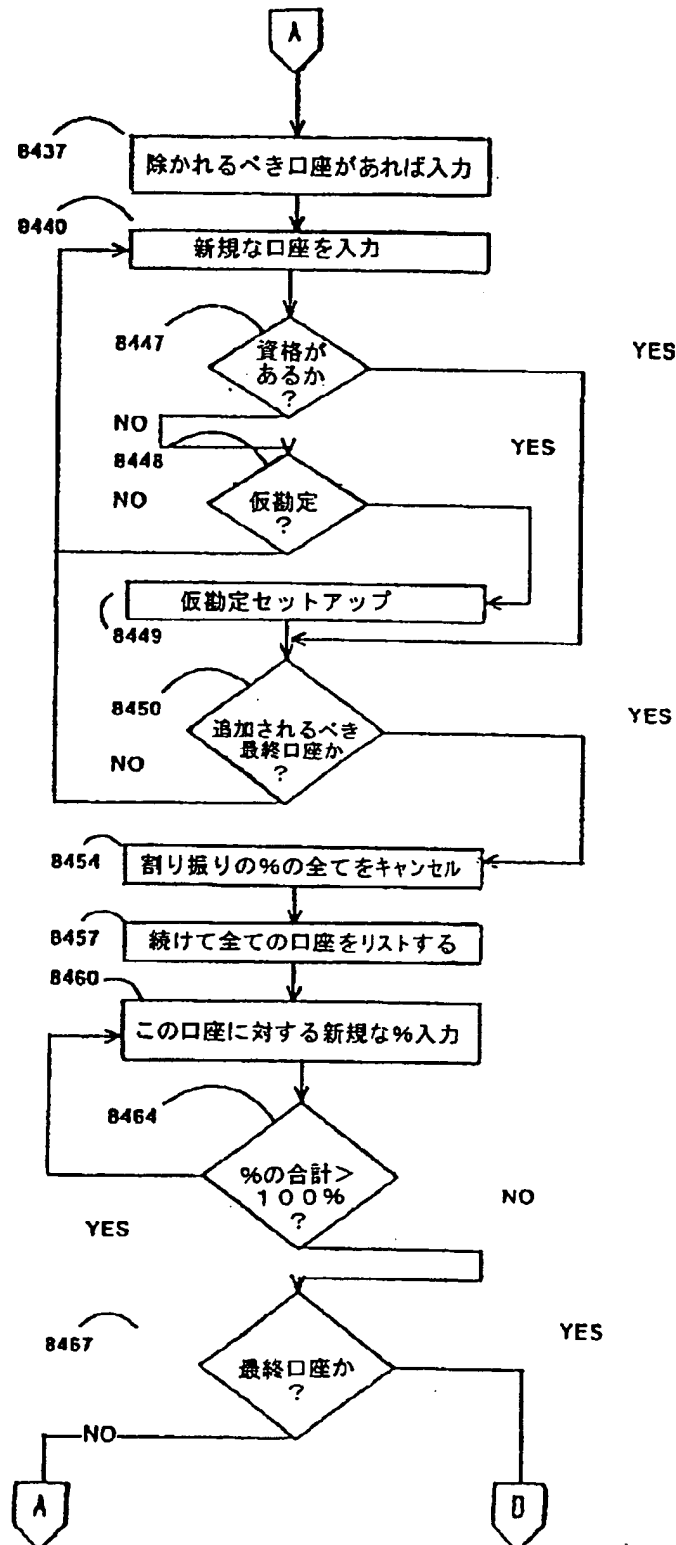 A
8437
除かれるべき口座があれば入力
8440
新規な口座を入力
8447
資格が
あるか
?
YES
NO
8448
YES
NO
仮勘定
?
仮勘定セットアップ
8449
8450
追加されるべき
最終口座か
?
YES
NO
8454
割り振りの%の全てをキャンセル
8457
続けて全ての口座をリストする
8460
この口座に対する新規な%入力
8464
%の合計>
100%
?
NO
YES
8467
YES
最終口座か
?
NO
A
D